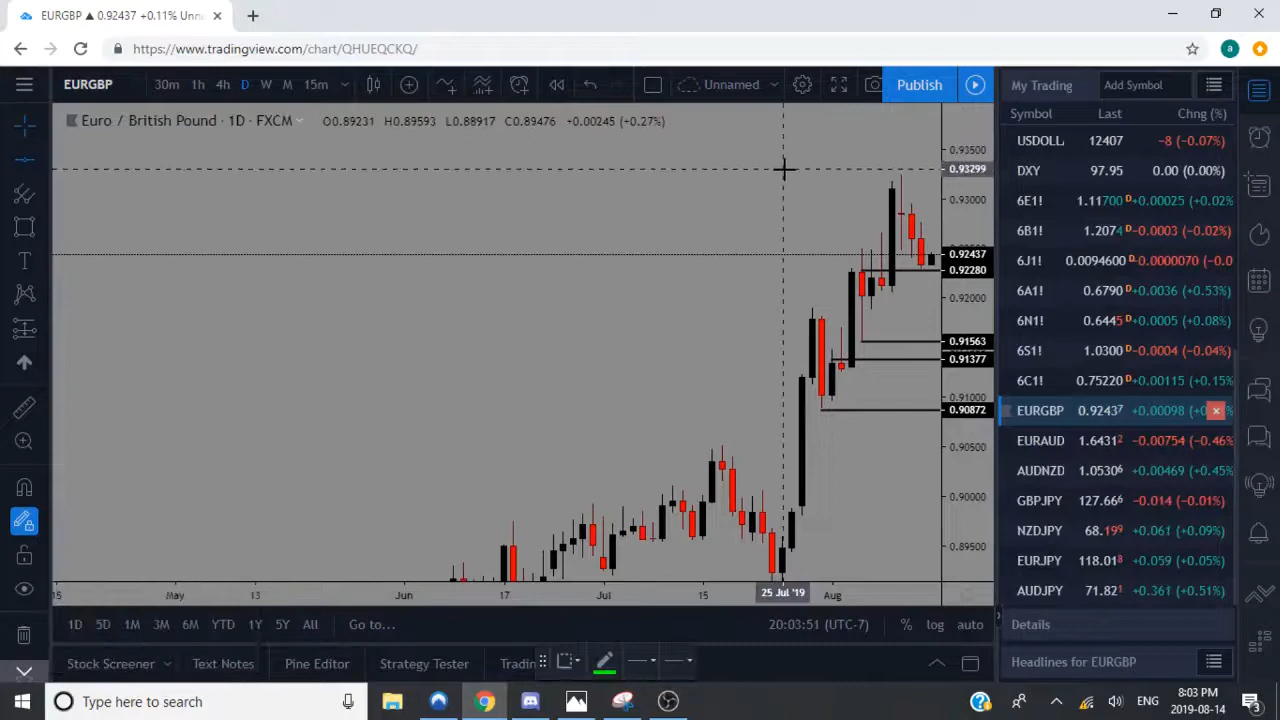 EURGBP ▲ 0.92437 +0.11% Unn
https://www.tradingview.com/chart/QHUEQCKQ/
a
EURGBP 30m 1h 4h D W M 15m Unnamed Publish
My Trading Add Symbol
Euro / British Pound · 1D · FXCM O0.89231 H0.89593 L0.88917 C0.89476 +0.00245 (+0.27%)
Symbol Last Chng (%)
USDOLL 12407 −8 (−0.07%)
DXY 97.95 0.00 (0.00%)
6E1! 1.11700 D +0.00025 (+0.02%
6B1! 1.2074 D −0.0003 (−0.02%)
6J1! 0.0094600 D −0.0000070 (−0.0
6A1! 0.6790 D +0.0036 (+0.53%)
6N1! 0.6445 D +0.0005 (+0.08%)
6S1! 1.0300 D −0.0004 (−0.04%)
6C1! 0.75220 D +0.00115 (+0.15%
EURGBP 0.92437 +0.00098 (+0 %
EURAUD 1.64312 −0.00754 (−0.46%
AUDNZD 1.05306 +0.00469 (+0.45%
GBPJPY 127.666 −0.014 (−0.01%)
NZDJPY 68.199 +0.061 (+0.09%)
EURJPY 118.018 +0.059 (+0.05%)
AUDJPY 71.821 +0.361 (+0.51%)
Details
Headlines for EURGBP
0.93500
0.93299
0.93000
0.92437
0.92280
0.92000
0.91563
0.91377
0.91000
0.90872
0.90500
0.90000
0.89500
15 May 13 Jun 17 Jul 15 25 Jul '19 Aug
1D 5D 1M 3M 6M YTD 1Y 5Y All Go to... 20:03:51 (UTC-7) % log auto
Stock Screener Text Notes Pine Editor Strategy Tester Tradin
Type here to search
ENG
8:03 PM
2019-08-14
3